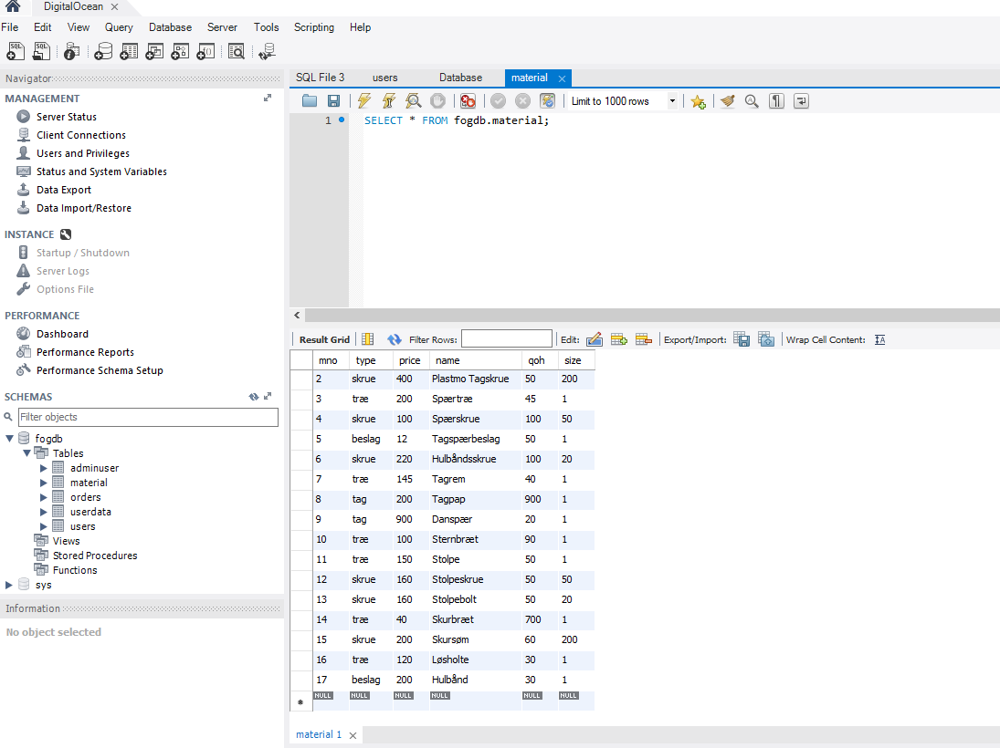 DigitalOcean
File Edit View Query Database Server Tools Scripting Help
Navigator
MANAGEMENT
Server Status
Client Connections
Users and Privileges
Status and System Variables
Data Export
Data Import/Restore
INSTANCE
Startup / Shutdown
Server Logs
Options File
PERFORMANCE
Dashboard
Performance Reports
Performance Schema Setup
SCHEMAS
Filter objects
fogdb
Tables
adminuser
material
orders
userdata
users
Views
Stored Procedures
Functions
sys
Information
No object selected
SQL File 3 users Database material
Limit to 1000 rows
1 SELECT * FROM fogdb.material;
Result Grid Filter Rows: Edit: Export/Import: Wrap Cell Content:
mno type price name qoh size
2 skrue 400 Plastmo Tagskrue 50 200
3 træ 200 Spærtræ 45 1
4 skrue 100 Spærskrue 100 50
5 beslag 12 Tagspærbeslag 50 1
6 skrue 220 Hulbåndsskrue 100 20
7 træ 145 Tagrem 40 1
8 tag 200 Tagpap 900 1
9 tag 900 Danspær 20 1
10 træ 100 Sternbræt 90 1
11 træ 150 Stolpe 50 1
12 skrue 160 Stolpeskrue 50 50
13 skrue 160 Stolpebolt 50 20
14 træ 40 Skurbræt 700 1
15 skrue 200 Skursøm 60 200
16 træ 120 Løsholte 30 1
17 beslag 200 Hulbånd 30 1
NULL NULL NULL NULL NULL NULL
material 1